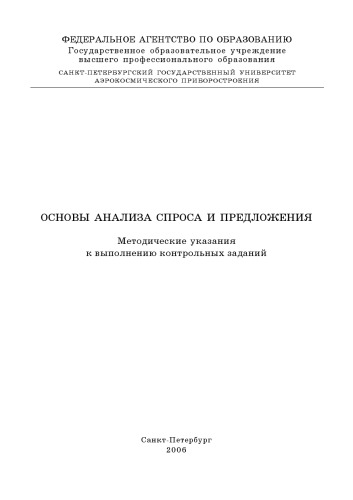 ФЕДЕРАЛЬНОЕ АГЕНТСТВО ПО ОБРАЗОВАНИЮ
Государственное образовательное учреждение
высшего профессионального образования
САНКТ-ПЕТЕРБУРГСКИЙ ГОСУДАРСТВЕННЫЙ УНИВЕРСИТЕТ
АЭРОКОСМИЧЕСКОГО ПРИБОРОСТРОЕНИЯ
ОСНОВЫ АНАЛИЗА СПРОСА И ПРЕДЛОЖЕНИЯ
Методические указания
к выполнению контрольных заданий
Санкт-Петербург
2006